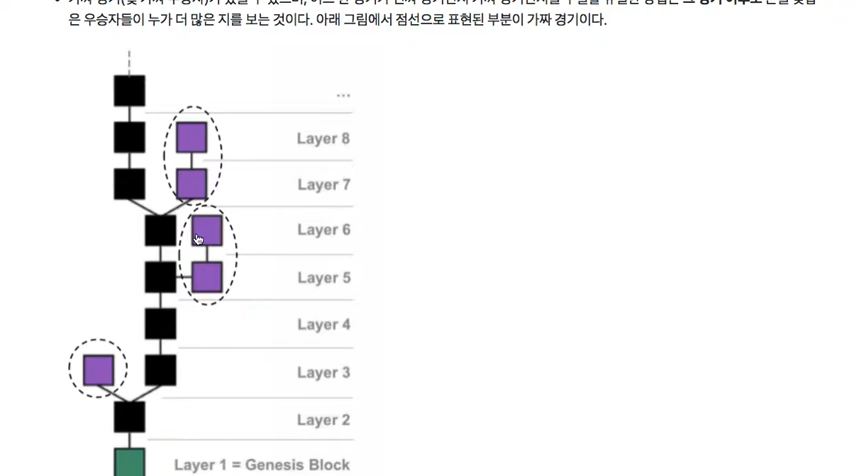 은 우승자들이 누가 더 많은 지를 보는 것이다. 아래 그림에서 점선으로 표현된 부분이 가짜 경기이다.
...
Layer 8
Layer 7
Layer 6
Layer 5
Layer 4
Layer 3
Layer 2
Layer 1 = Genesis Block